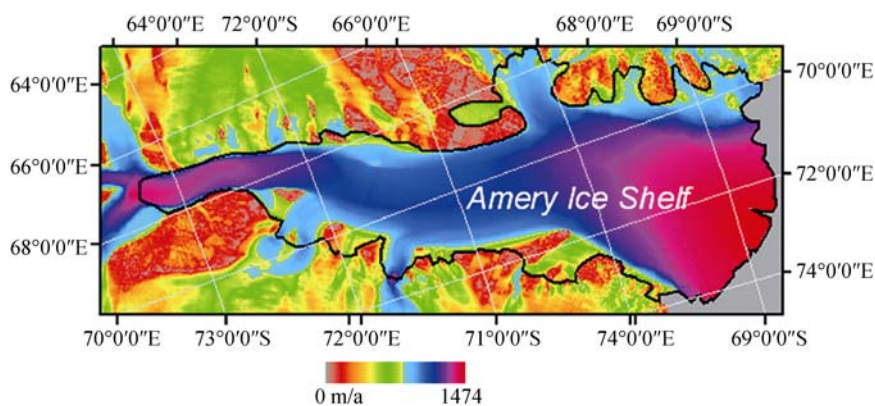 64°0'0″E 72°0'0″S 66°0'0″E 68°0'0″E 69°0'0″S
64°0'0″E
66°0'0″E
68°0'0″E
70°0'0″E
72°0'0″E
74°0'0″E
Amery Ice Shelf
70°0'0″E 73°0'0″S 72°0'0″E 71°0'0″S 74°0'0″E 69°0'0″S
0 m/a 1474